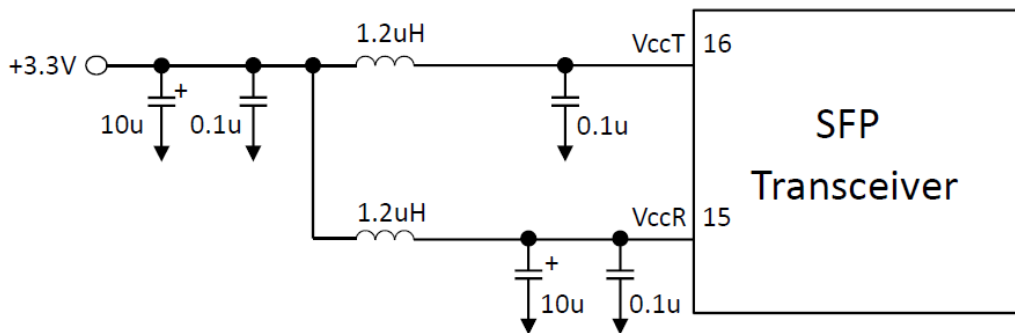 1.2uH
VccT
16
+3.3V
+
10u
0.1u
0.1u
SFP
Transceiver
1.2uH
VccR
15
+
10u
0.1u